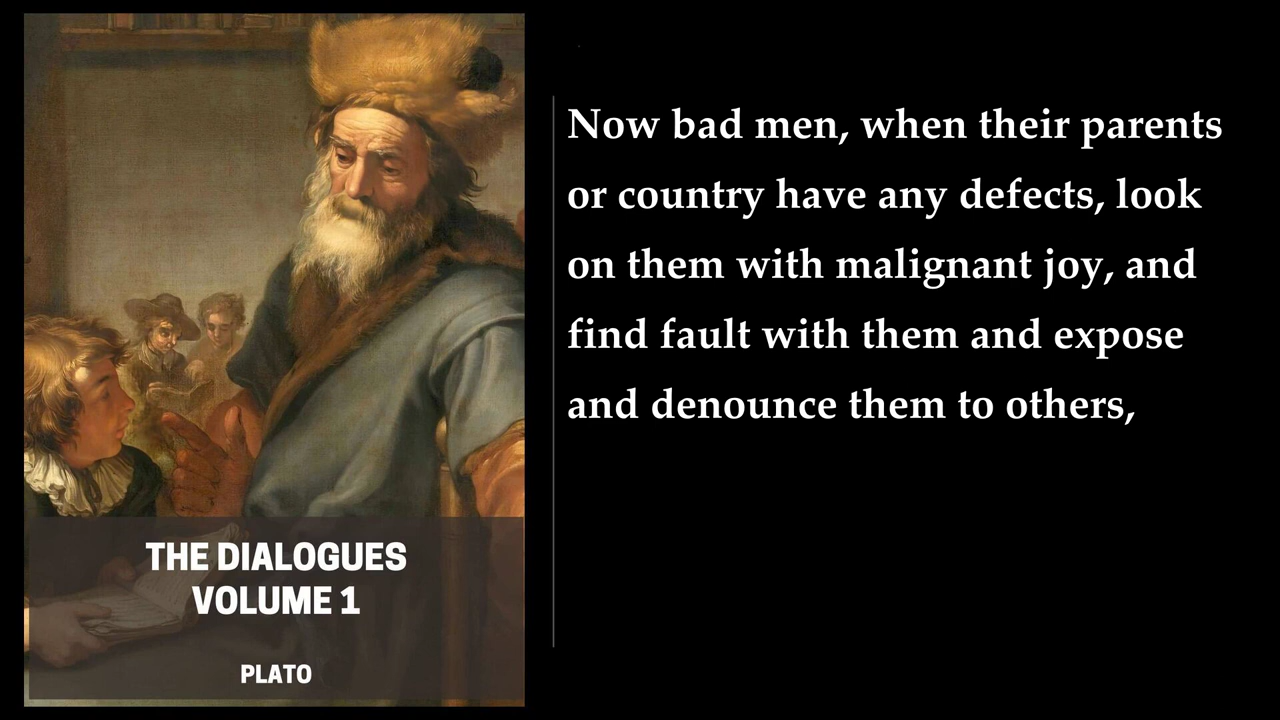 Now bad men, when their parents
or country have any defects, look
on them with malignant joy, and
find fault with them and expose
and denounce them to others,
THE DIALOGUES
VOLUME 1
PLATO